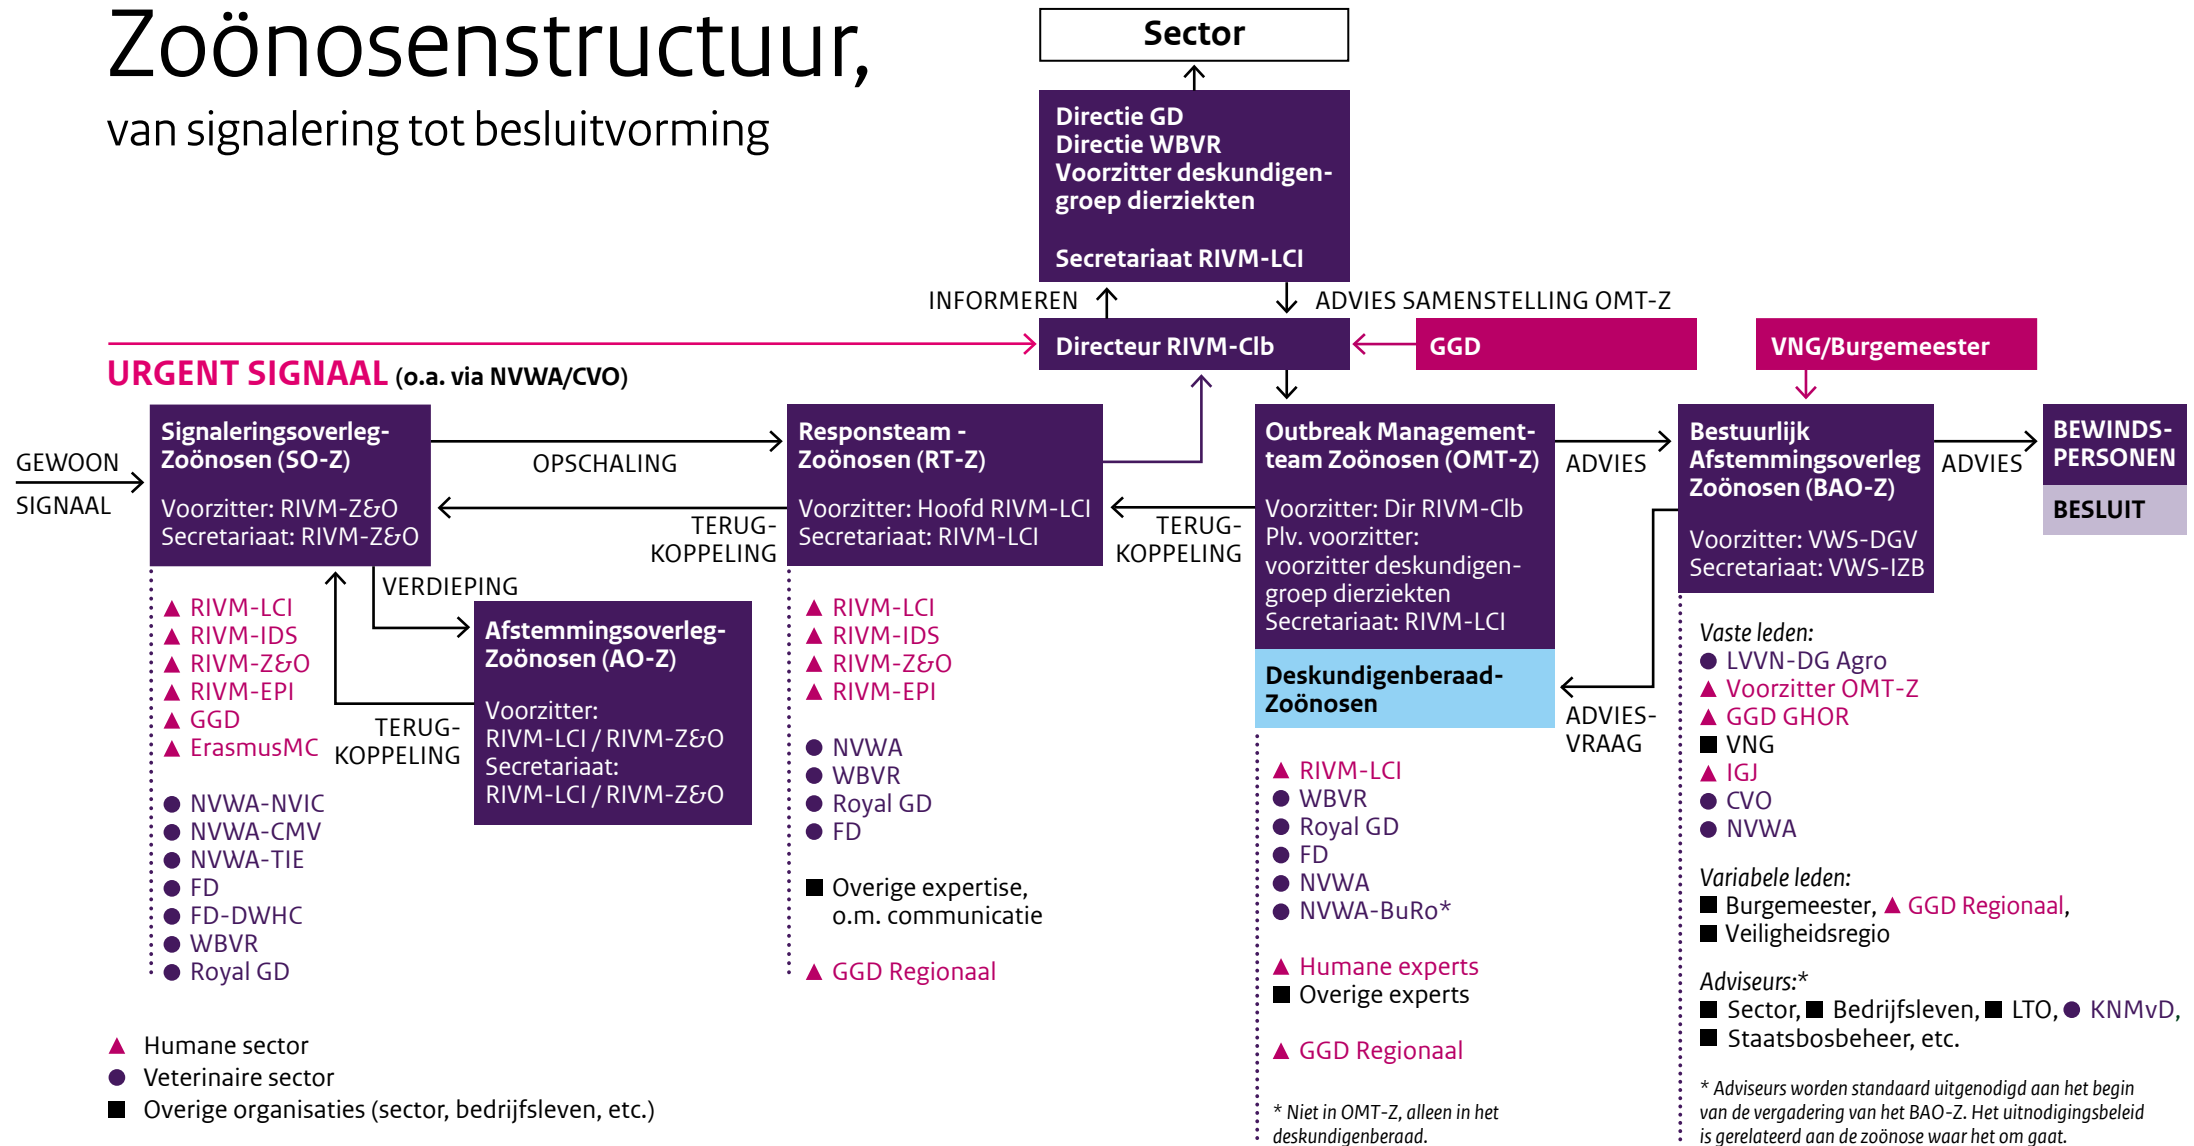 Zoönosenstructuur,
van signalering tot besluitvorming
Sector
Directie GD
Directie WBVR
Voorzitter deskundigen-
groep dierziekten
Secretariaat RIVM-LCI
INFORMEREN
ADVIES SAMENSTELLING OMT-Z
Directeur RIVM-Clb
GGD
VNG/Burgemeester
URGENT SIGNAAL (o.a. via NVWA/CVO)
GEWOON
SIGNAAL
Signaleringsoverleg-
Zoönosen (SO-Z)
Voorzitter: RIVM-Z&O
Secretariaat: RIVM-Z&O
OPSCHALING
TERUG-
KOPPELING
VERDIEPING
▲ RIVM-LCI
▲ RIVM-IDS
▲ RIVM-Z&O
▲ RIVM-EPI
▲ GGD
▲ ErasmusMC
● NVWA-NVIC
● NVWA-CMV
● NVWA-TIE
● FD
● FD-DWHC
● WBVR
● Royal GD
TERUG-
KOPPELING
Afstemmingsoverleg-
Zoönosen (AO-Z)
Voorzitter:
RIVM-LCI / RIVM-Z&O
Secretariaat:
RIVM-LCI / RIVM-Z&O
Responsteam -
Zoönosen (RT-Z)
Voorzitter: Hoofd RIVM-LCI
Secretariaat: RIVM-LCI
▲ RIVM-LCI
▲ RIVM-IDS
▲ RIVM-Z&O
▲ RIVM-EPI
● NVWA
● WBVR
● Royal GD
● FD
■ Overige expertise,
o.m. communicatie
▲ GGD Regionaal
TERUG-
KOPPELING
Outbreak Management-
team Zoönosen (OMT-Z)
Voorzitter: Dir RIVM-Clb
Plv. voorzitter:
voorzitter deskundigen-
groep dierziekten
Secretariaat: RIVM-LCI
Deskundigenberaad-
Zoönosen
▲ RIVM-LCI
● WBVR
● Royal GD
● FD
● NVWA
● NVWA-BuRo*
▲ Humane experts
■ Overige experts
▲ GGD Regionaal
* Niet in OMT-Z, alleen in het
deskundigenberaad.
ADVIES
ADVIES-
VRAAG
Bestuurlijk
Afstemmingsoverleg
Zoönosen (BAO-Z)
Voorzitter: VWS-DGV
Secretariaat: VWS-IZB
Vaste leden:
● LVVN-DG Agro
▲ Voorzitter OMT-Z
▲ GGD GHOR
■ VNG
▲ IGJ
● CVO
● NVWA
Variabele leden:
■ Burgemeester, ▲ GGD Regionaal,
■ Veiligheidsregio
Adviseurs:*
■ Sector, ■ Bedrijfsleven, ■ LTO, ● KNMvD,
■ Staatsbosbeheer, etc.
* Adviseurs worden standaard uitgenodigd aan het begin
van de vergadering van het BAO-Z. Het uitnodigingsbeleid
is gerelateerd aan de zoönose waar het om gaat.
ADVIES
BEWINDS-
PERSONEN
BESLUIT
▲ Humane sector
● Veterinaire sector
■ Overige organisaties (sector, bedrijfsleven, etc.)